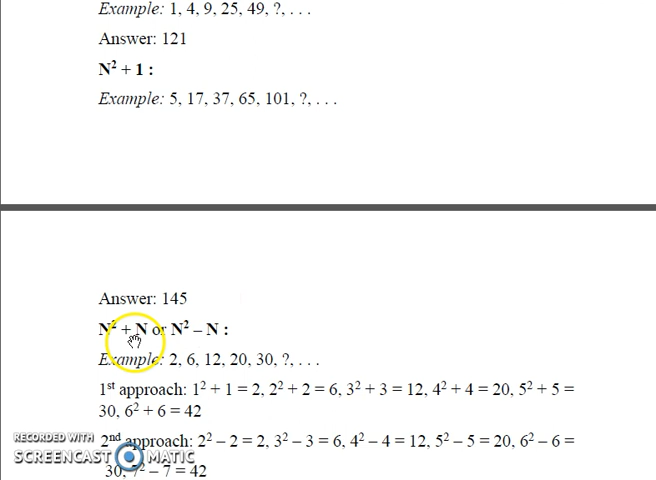 Example: 1, 4, 9, 25, 49, ?, . . .
Answer: 121
N² + 1 :
Example: 5, 17, 37, 65, 101, ?, . . .
Answer: 145
N² + N or N² – N :
Example: 2, 6, 12, 20, 30, ?, . . .
1st approach: 1² + 1 = 2, 2² + 2 = 6, 3² + 3 = 12, 4² + 4 = 20, 5² + 5 =
30, 6² + 6 = 42
2nd approach: 2² – 2 = 2, 3² – 3 = 6, 4² – 4 = 12, 5² – 5 = 20, 6² – 6 =
30, 7² – 7 = 42
RECORDED WITH
SCREENCAST MATIC